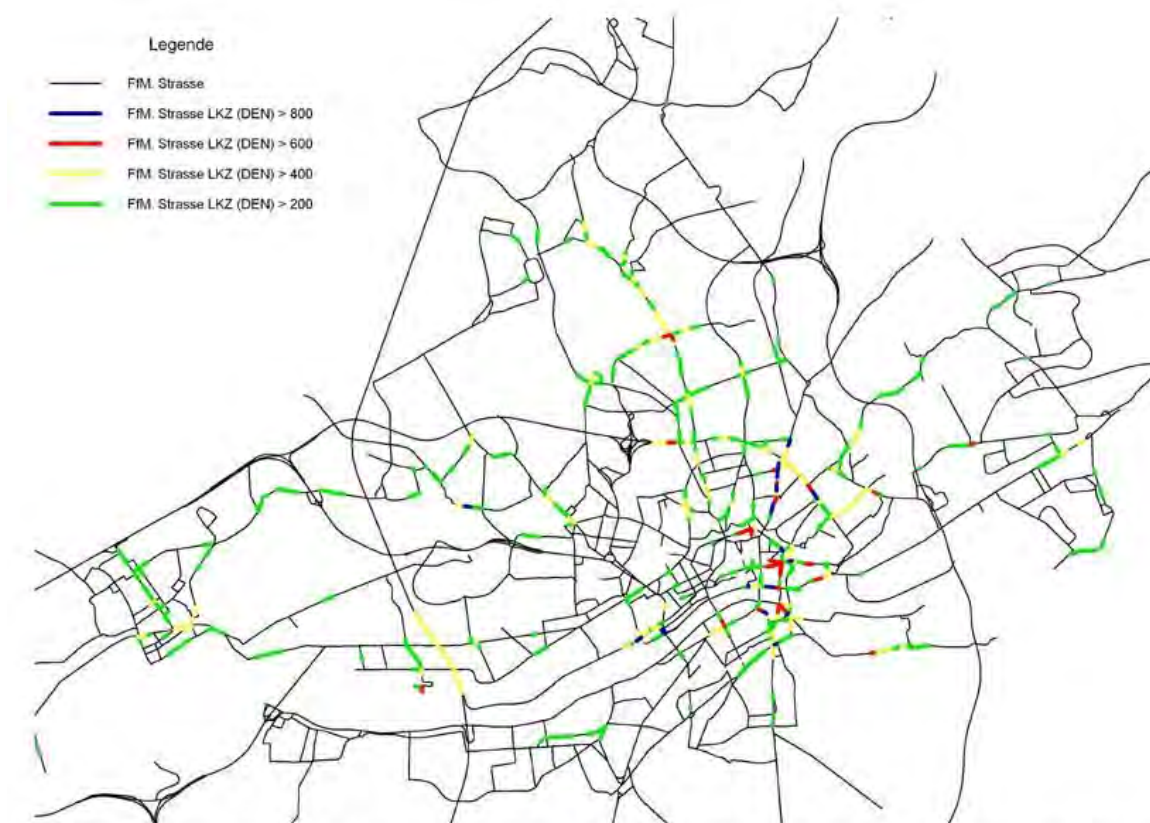 Legende
FfM. Strasse
FfM. Strasse LKZ (DEN) > 800
FfM. Strasse LKZ (DEN) > 600
FfM. Strasse LKZ (DEN) > 400
FfM. Strasse LKZ (DEN) > 200